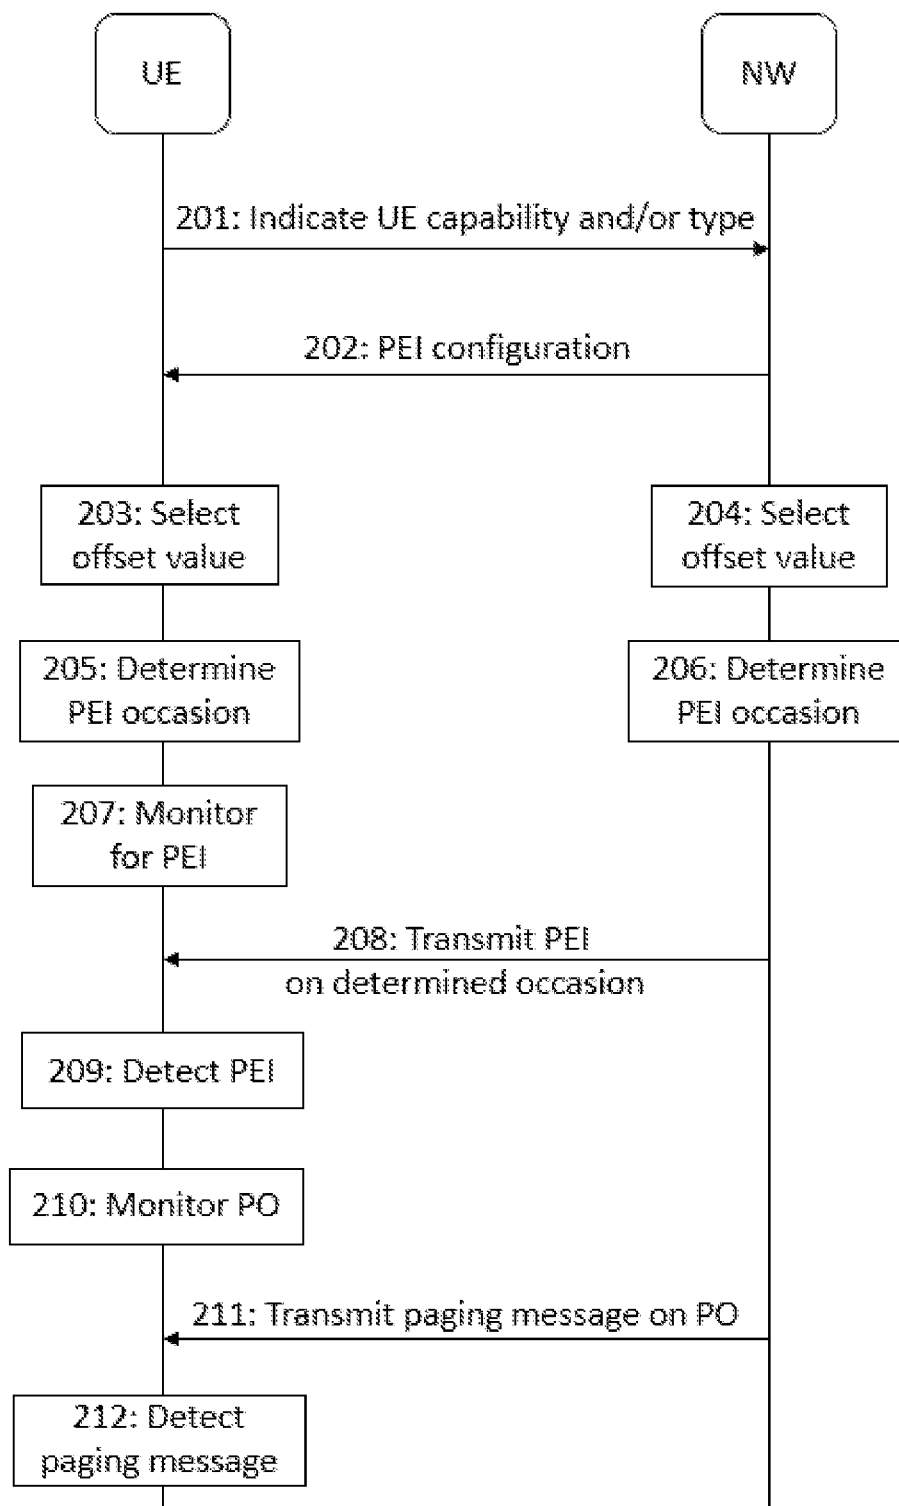 UE
NW
201: Indicate UE capability and/or type
202: PEI configuration
203: Select
offset value
204: Select
offset value
205: Determine
PEI occasion
206: Determine
PEI occasion
207: Monitor
for PEI
208: Transmit PEI
on determined occasion
209: Detect PEI
210: Monitor PO
211: Transmit paging message on PO
212: Detect
paging message